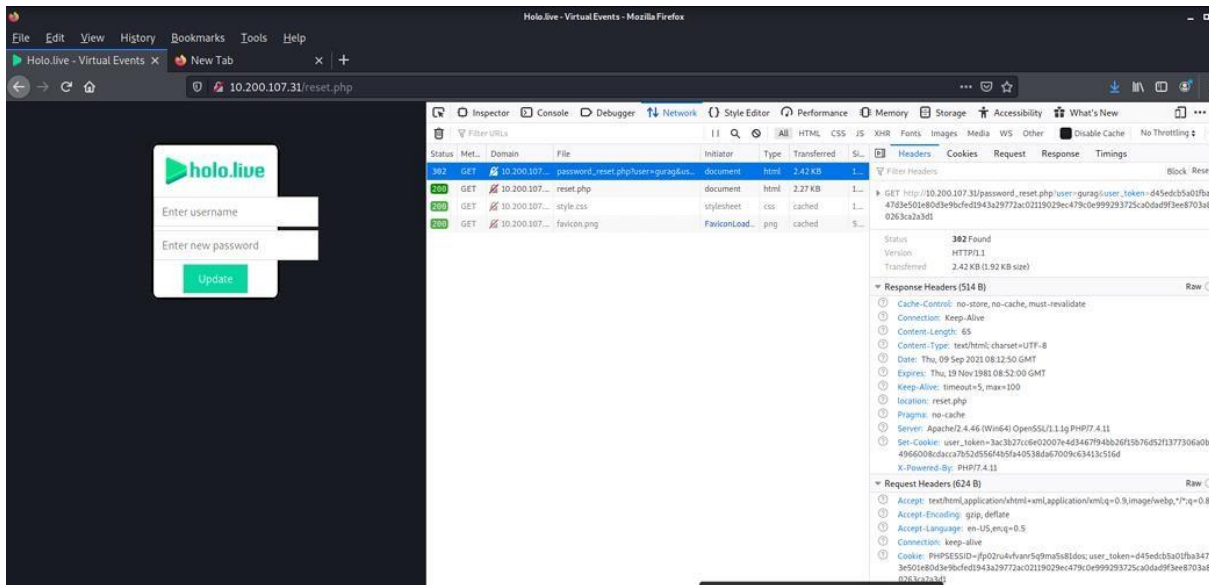 Holo.live - Virtual Events - Mozilla Firefox
File Edit View History Bookmarks Tools Help
Holo.live - Virtual Events × New Tab × +
10.200.107.31/reset.php
Inspector Console Debugger Network Style Editor Performance Memory Storage Accessibility What's New
Filter URLs
All HTML CSS JS XHR Fonts Images Media WS Other Disable Cache No Throttling
Status Met... Domain File Initiator Type Transferred Si...
302 GET 10.200.107.... password_reset.php?user=gurag&us... document html 2.42 KB 1...
200 GET 10.200.107.... reset.php document html 2.27 KB 1...
200 GET 10.200.107.... style.css stylesheet css cached 1...
200 GET 10.200.107.... favicon.png FaviconLoad... png cached 5...
holo.live
Enter username
Enter new password
Update
Headers Cookies Request Response Timings
Filter Headers
Block Rese
GET http://10.200.107.31/password_reset.php?user=gurag&user_token=d45edcb5a01fba
47d3e501e80d3e9bcfed1943a29772ac02119029ec479c0e999293725ca0dad9f3ee8703a8
0263ca2a3d1
Status 302 Found
Version HTTP/1.1
Transferred 2.42 KB (1.92 KB size)
Response Headers (514 B) Raw
Cache-Control: no-store, no-cache, must-revalidate
Connection: Keep-Alive
Content-Length: 65
Content-Type: text/html; charset=UTF-8
Date: Thu, 09 Sep 2021 08:12:50 GMT
Expires: Thu, 19 Nov 1981 08:52:00 GMT
Keep-Alive: timeout=5, max=100
location: reset.php
Pragma: no-cache
Server: Apache/2.4.46 (Win64) OpenSSL/1.1.1g PHP/7.4.11
Set-Cookie: user_token=3ac3b27cc6e02007e4d3467f94bb26f15b76d52f1377306a0b
4966008cdacca7b52d556f4b5fa40538da67009c63413c516d
X-Powered-By: PHP/7.4.11
Request Headers (624 B) Raw
Accept: text/html,application/xhtml+xml,application/xml;q=0.9,image/webp,*/*;q=0.8
Accept-Encoding: gzip, deflate
Accept-Language: en-US,en;q=0.5
Connection: keep-alive
Cookie: PHPSESSID=jfp02ru4vfvanr5q9ma5s81dos; user_token=d45edcb5a01fba347
3e501e80d3e9bcfed1943a29772ac02119029ec479c0e999293725ca0dad9f3ee8703a8
0263ca2a3d1